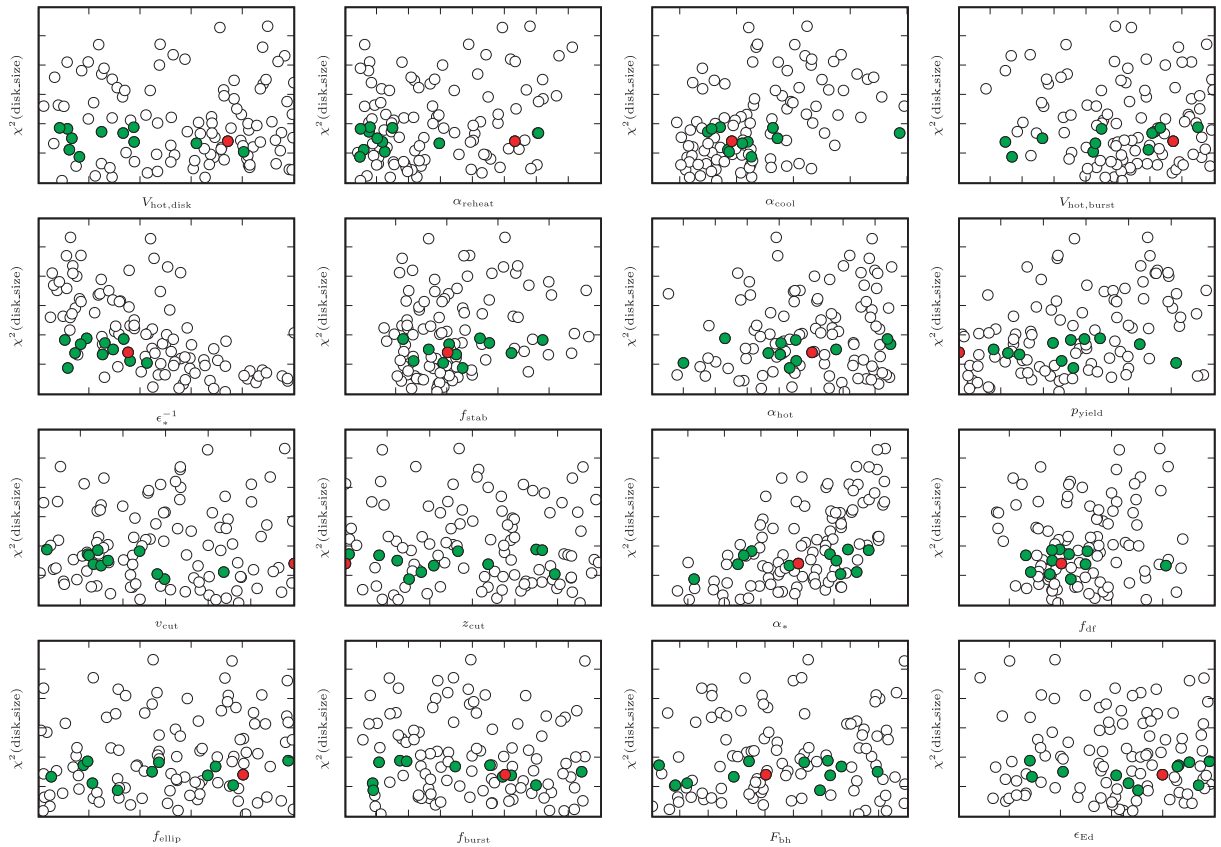 χ²(disk_size) χ²(disk_size) χ²(disk_size) χ²(disk_size)
V_hot,disk α_reheat α_cool V_hot,burst
χ²(disk_size) χ²(disk_size) χ²(disk_size) χ²(disk_size)
ϵ_*^−1 f_stab α_hot p_yield
χ²(disk_size) χ²(disk_size) χ²(disk_size) χ²(disk_size)
v_cut z_cut α_* f_df
χ²(disk_size) χ²(disk_size) χ²(disk_size) χ²(disk_size)
f_ellip f_burst F_bh ϵ_Ed